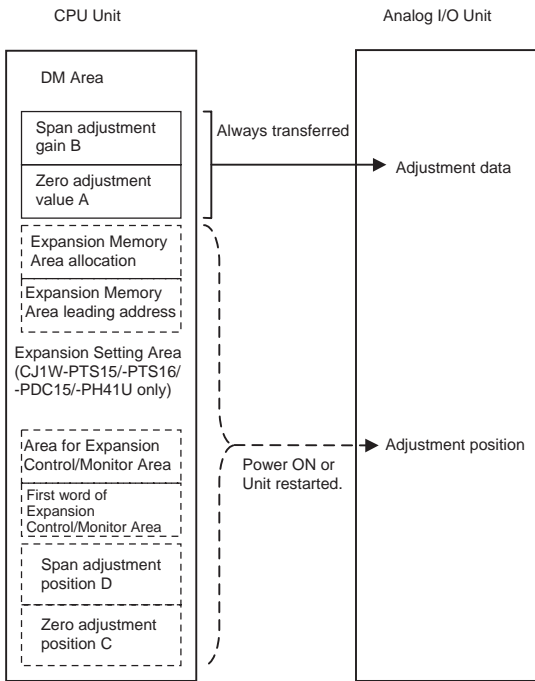 CPU Unit
Analog I/O Unit
DM Area
Span adjustment
gain B
Zero adjustment
value A
Always transferred
Adjustment data
Expansion Memory
Area allocation
Expansion Memory
Area leading address
Expansion Setting Area
(CJ1W-PTS15/-PTS16/
-PDC15/-PH41U only)
Area for Expansion
Control/Monitor Area
First word of
Expansion
Control/Monitor Area
Span adjustment
position D
Zero adjustment
position C
Power ON or
Unit restarted.
Adjustment position